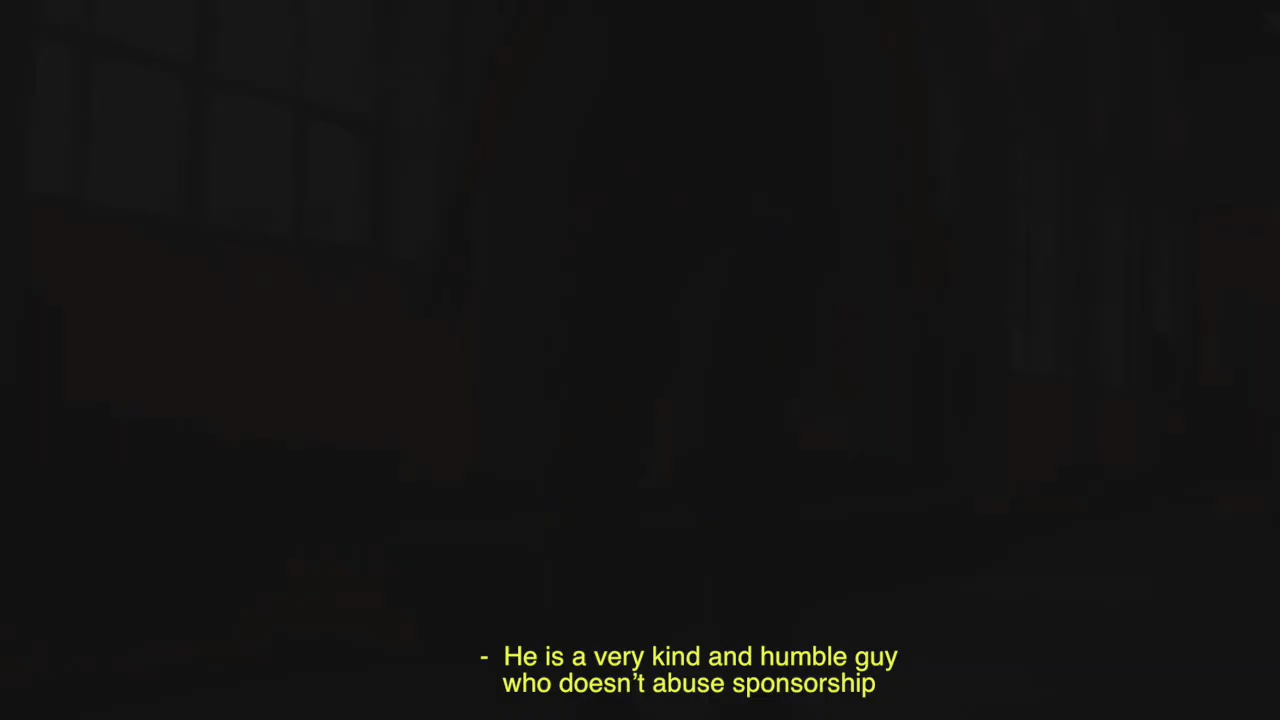 - He is a very kind and humble guy
who doesn’t abuse sponsorship